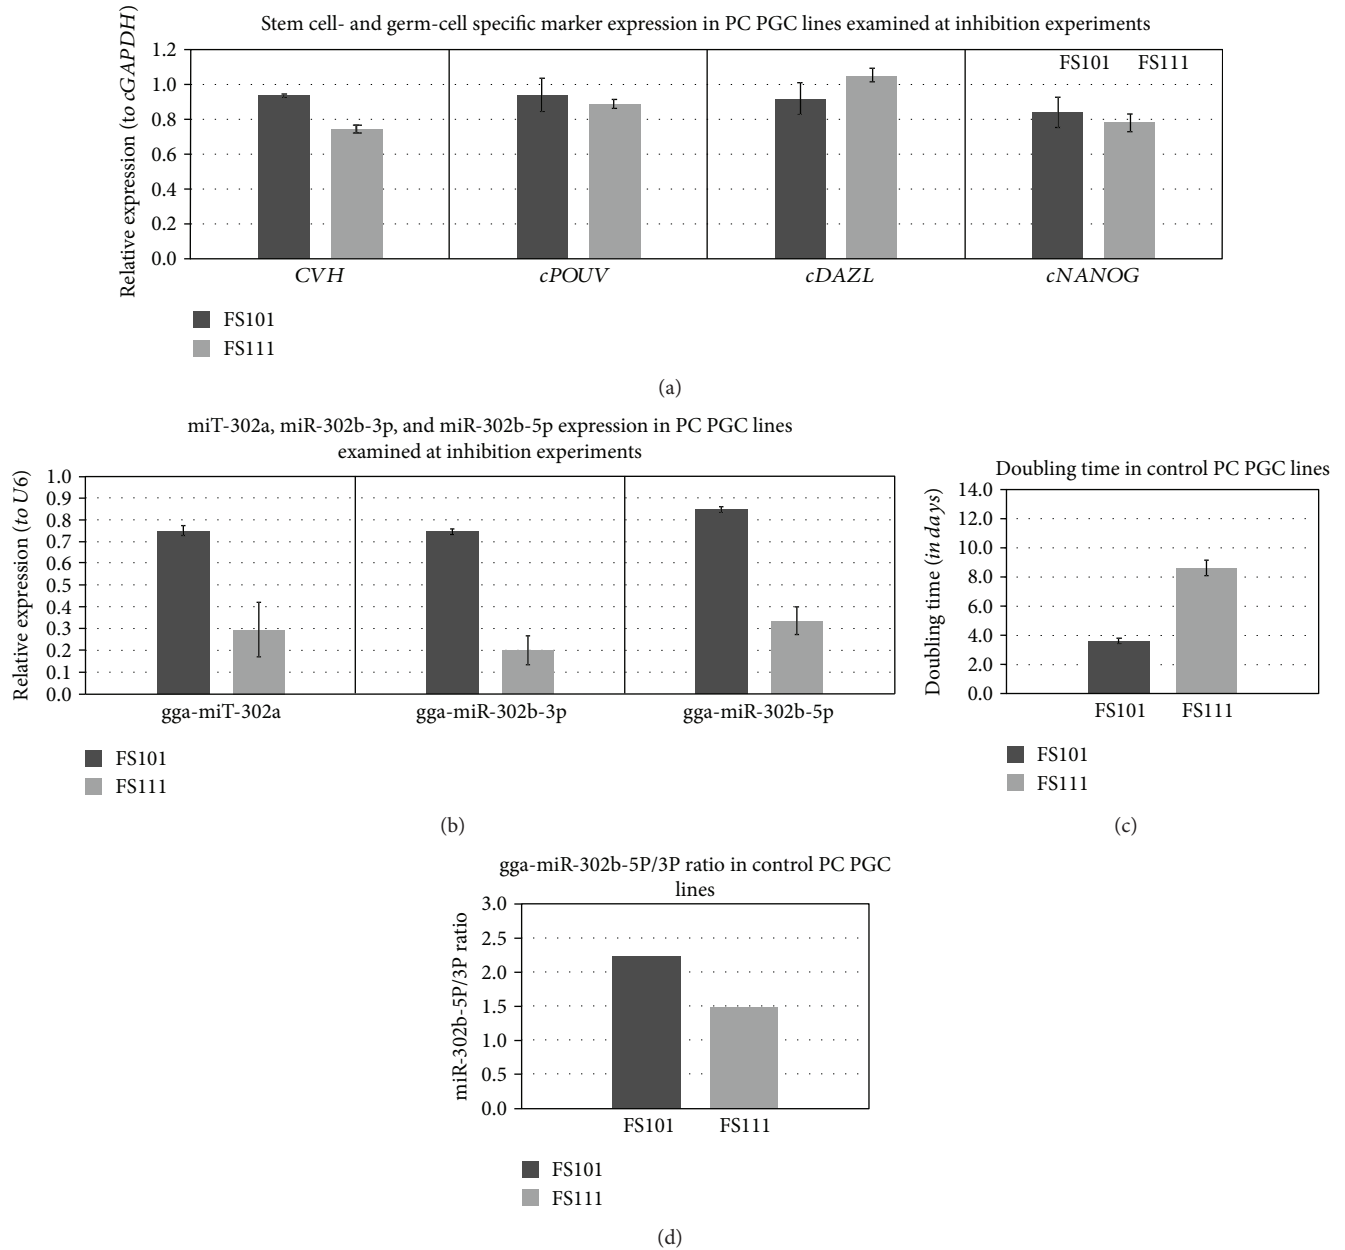 Stem cell- and germ-cell specific marker expression in PC PGC lines examined at inhibition experiments
Relative expression (to cGAPDH)
1.2
1.0
0.8
0.6
0.4
0.2
0.0
FS101 FS111
CVH cPOUV cDAZL cNANOG
FS101
FS111
(a)
miT-302a, miR-302b-3p, and miR-302b-5p expression in PC PGC lines
examined at inhibition experiments
Relative expression (to U6)
1.0
0.9
0.8
0.7
0.6
0.5
0.4
0.3
0.2
0.1
0.0
gga-miT-302a gga-miR-302b-3p gga-miR-302b-5p
FS101
FS111
(b)
Doubling time in control PC PGC lines
Doubling time (in days)
14.0
12.0
10.0
8.0
6.0
4.0
2.0
0.0
FS101 FS111
FS101
FS111
(c)
gga-miR-302b-5P/3P ratio in control PC PGC
lines
miR-302b-5P/3P ratio
3.0
2.5
2.0
1.5
1.0
0.5
0.0
FS101 FS111
FS101
FS111
(d)